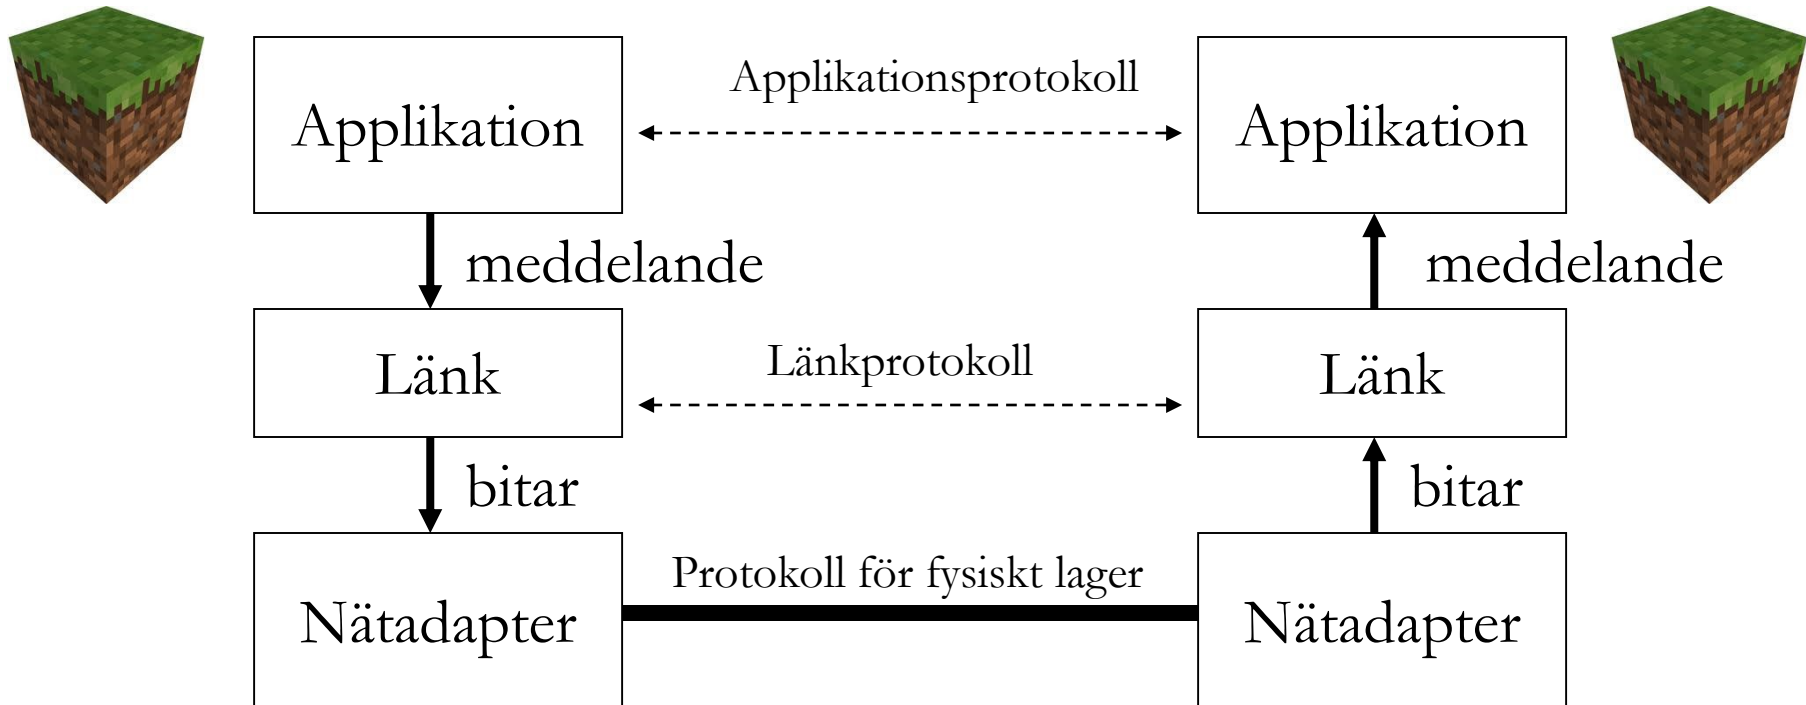 Applikation
Applikationsprotokoll
Applikation
meddelande
meddelande
Länk
Länkprotokoll
Länk
bitar
bitar
Nätadapter
Protokoll för fysiskt lager
Nätadapter